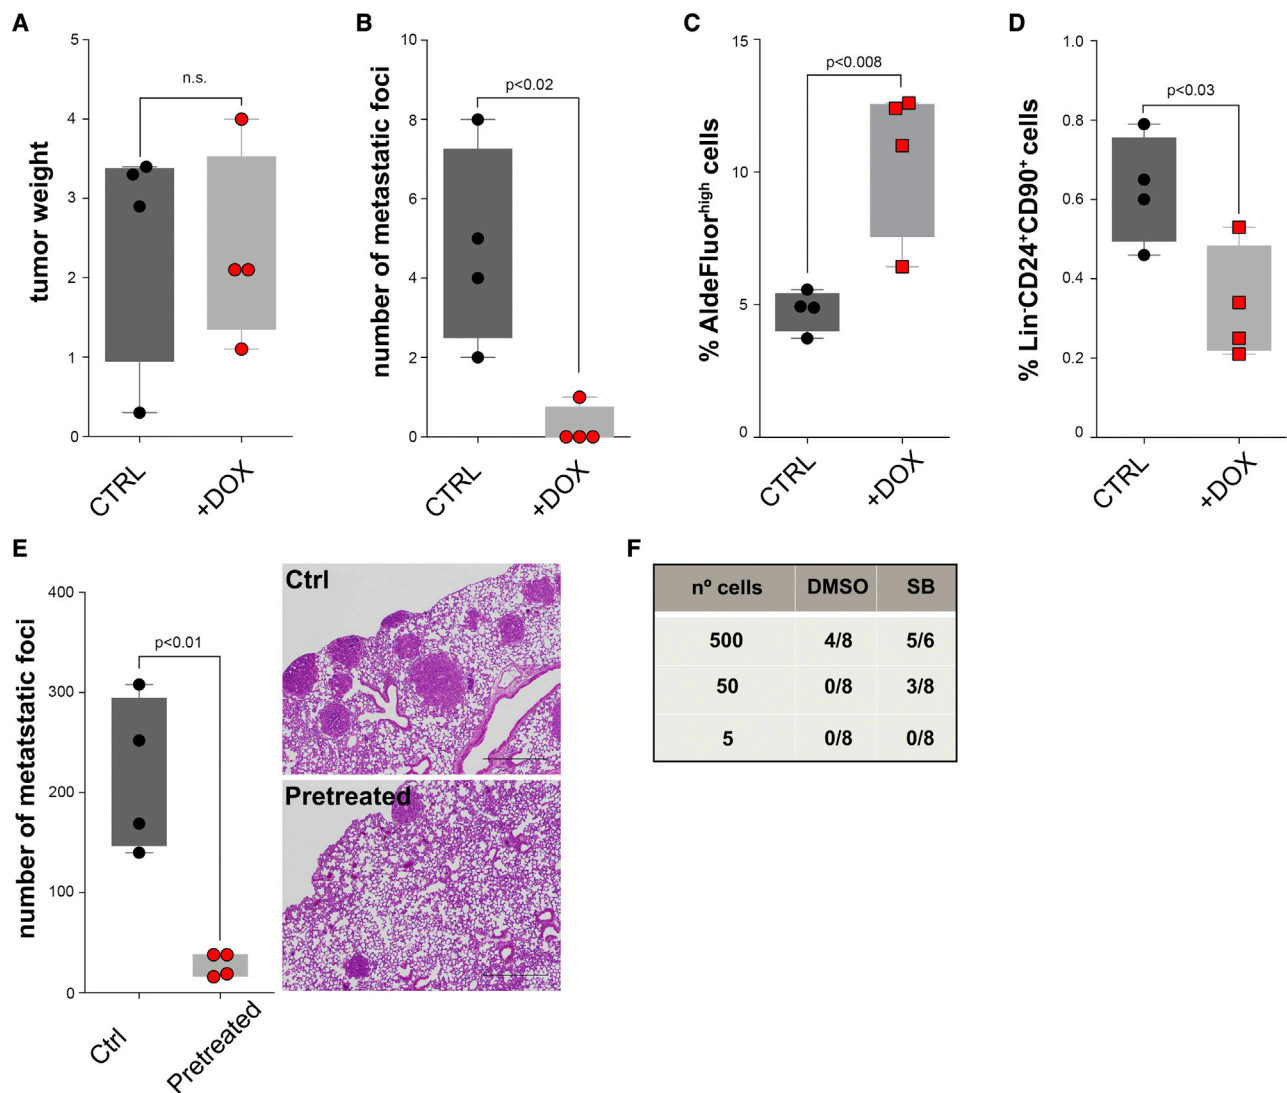 A
tumor weight
5
4
3
2
1
0
n.s.
CTRL
+DOX
B
number of metastatic foci
10
8
6
4
2
0
p<0.02
CTRL
+DOX
C
% AldeFluorhigh cells
15
10
5
0
p<0.008
CTRL
+DOX
D
% Lin-CD24+CD90+ cells
1.0
0.8
0.6
0.4
0.2
0
p<0.03
CTRL
+DOX
E
number of metatstatic foci
400
300
200
100
0
p<0.01
Ctrl
Pretreated
Ctrl
Pretreated
F
nº cells DMSO SB
500 4/8 5/6
50 0/8 3/8
5 0/8 0/8